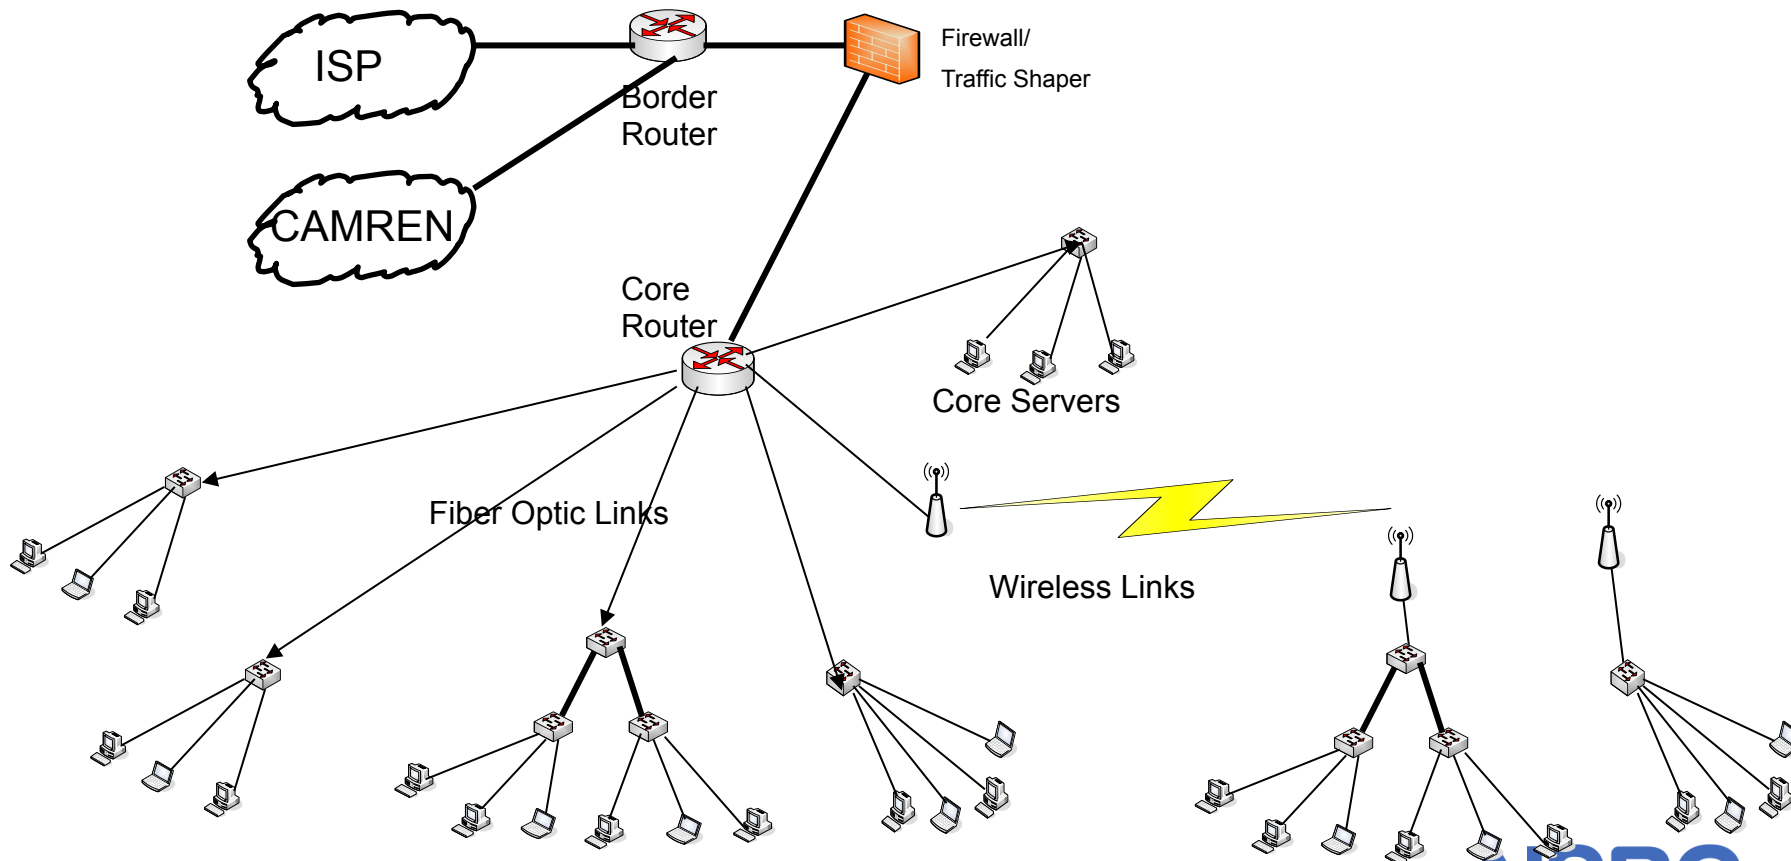 ISP
Border
Router
Firewall/
Traffic Shaper
CAMREN
Core
Router
Core Servers
Fiber Optic Links
Wireless Links